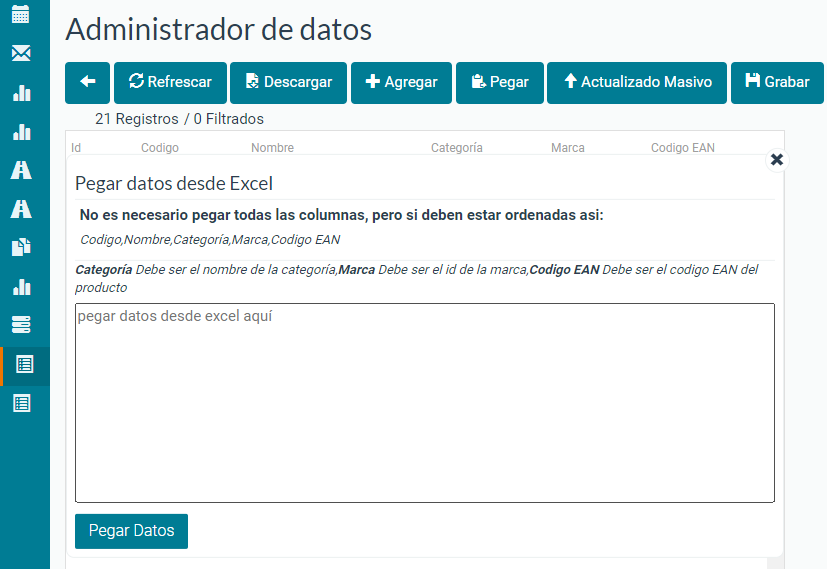 Administrador de datos
Refrescar Descargar Agregar Pegar Actualizado Masivo Grabar
21 Registros / 0 Filtrados
Id Codigo Nombre Categoría Marca Codigo EAN
Pegar datos desde Excel
No es necesario pegar todas las columnas, pero si deben estar ordenadas asi:
Codigo,Nombre,Categoría,Marca,Codigo EAN
Categoría Debe ser el nombre de la categoría,Marca Debe ser el id de la marca,Codigo EAN Debe ser el codigo EAN del
producto
pegar datos desde excel aquí
Pegar Datos